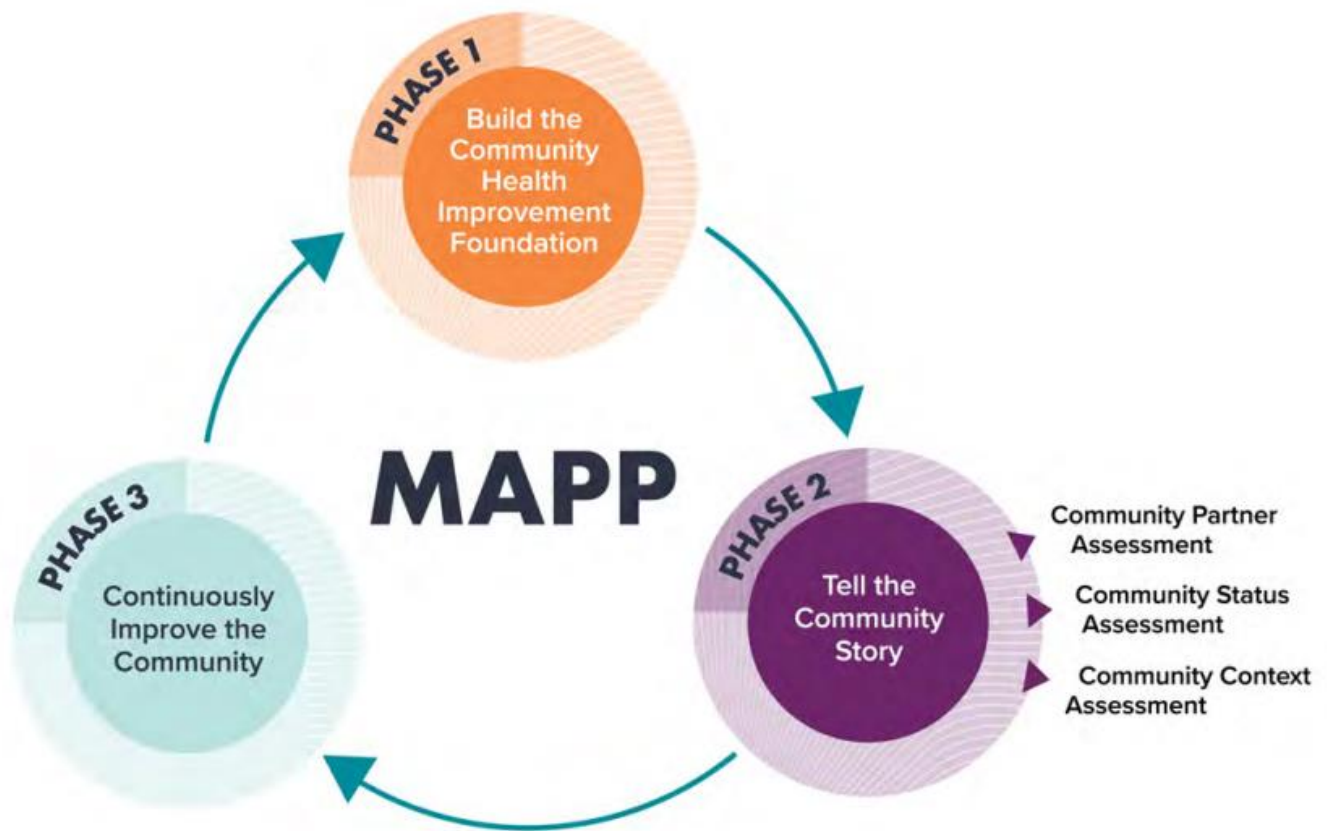 PHASE 1
Build the
Community
Health
Improvement
Foundation
MAPP
PHASE 2
Tell the
Community
Story
Community Partner
Assessment
Community Status
Assessment
Community Context
Assessment
PHASE 3
Continuously
Improve the
Community